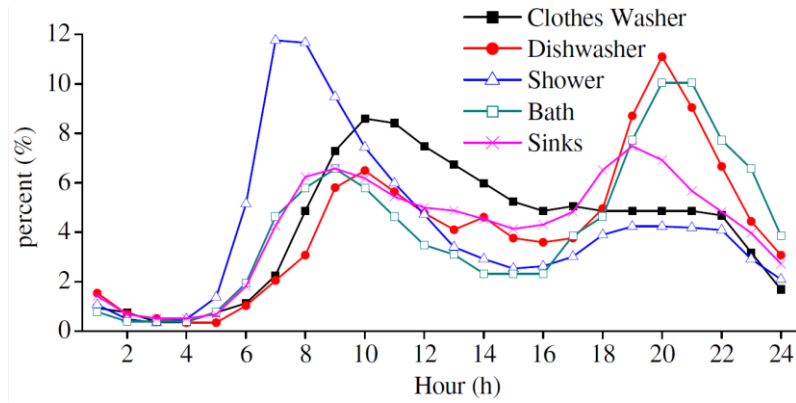 Clothes Washer
Dishwasher
Shower
Bath
Sinks
12
10
8
6
4
2
0
percent (%)
2 4 6 8 10 12 14 16 18 20 22 24
Hour (h)